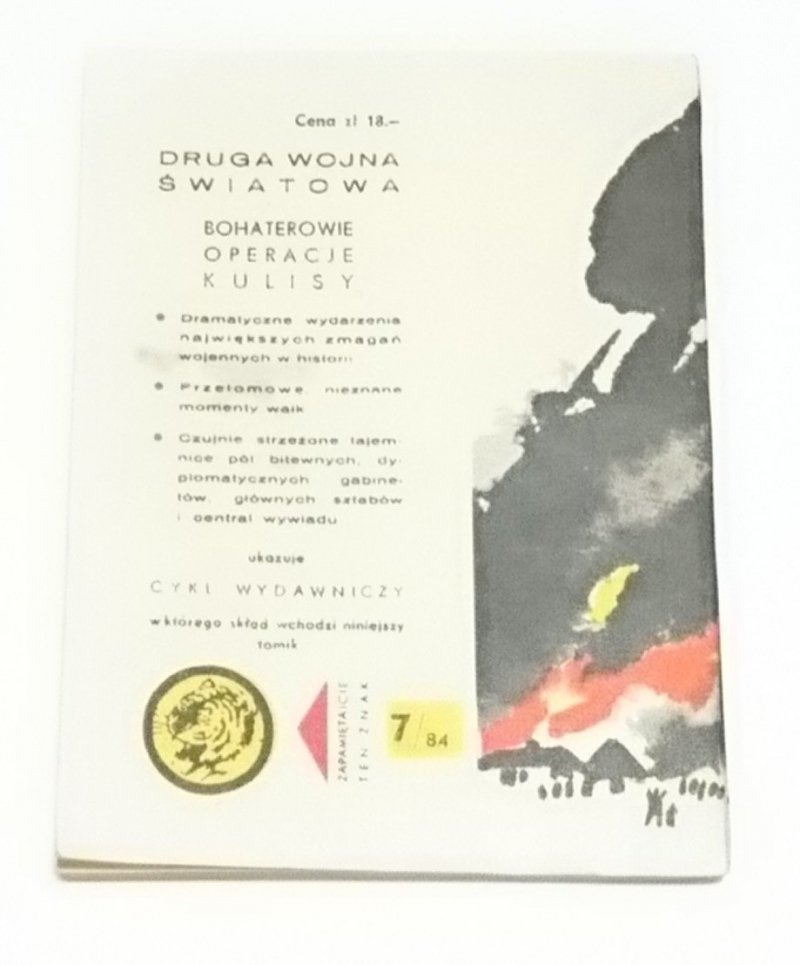 Cena zł 18.—
DRUGA WOJNA
ŚWIATOWA
BOHATEROWIE
OPERACJE
KULISY
• Dramatyczne wydarzenia
największych zmagań
wojennych w historii
• Przełomowe, nieznane
momenty walk
• Czujnie strzeżone tajem-
nice pól bitewnych, dy-
plomatycznych gabine-
tów, głównych sztabów
i central wywiadu
ukazuje
CYKL WYDAWNICZY
w którego skład wchodzi niniejszy
tomik
ZAPAMIĘTAJCIE
TEN ZNAK
7/84